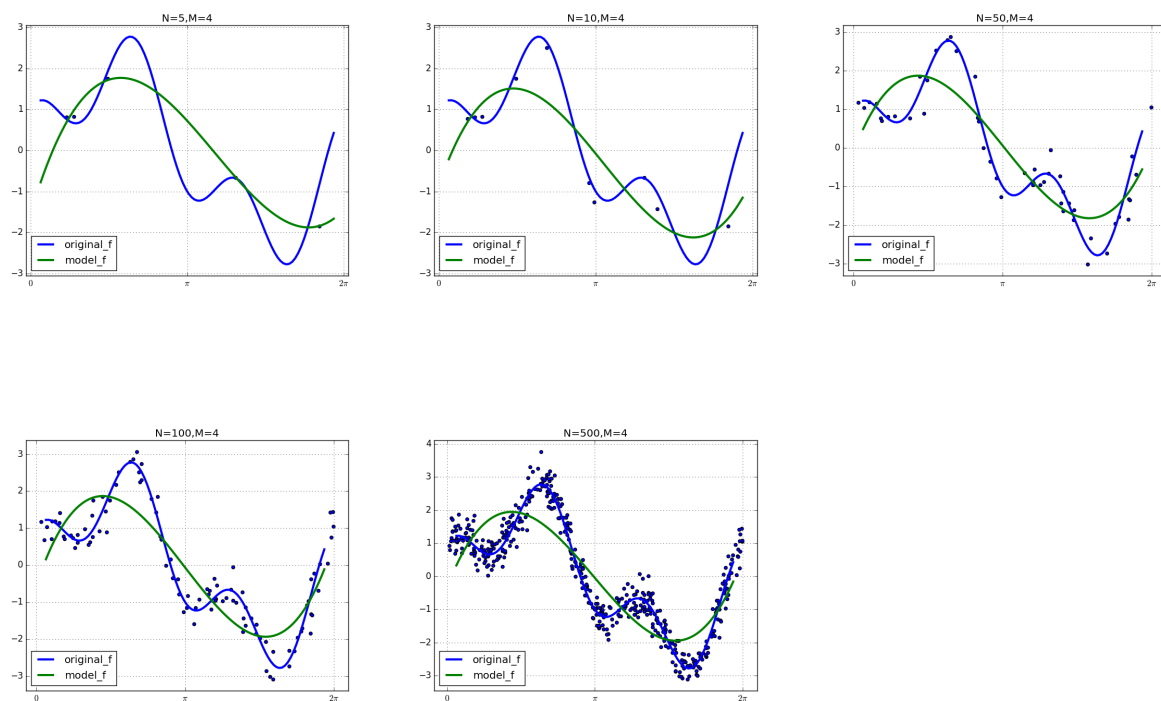 N=5,M=4
3
2
1
0
−1
−2
−3
original_f
model_f
0
π
2π
N=10,M=4
3
2
1
0
−1
−2
−3
original_f
model_f
0
π
2π
N=50,M=4
3
2
1
0
−1
−2
−3
original_f
model_f
0
π
2π
N=100,M=4
3
2
1
0
−1
−2
−3
original_f
model_f
0
π
2π
N=500,M=4
4
3
2
1
0
−1
−2
−3
original_f
model_f
0
π
2π